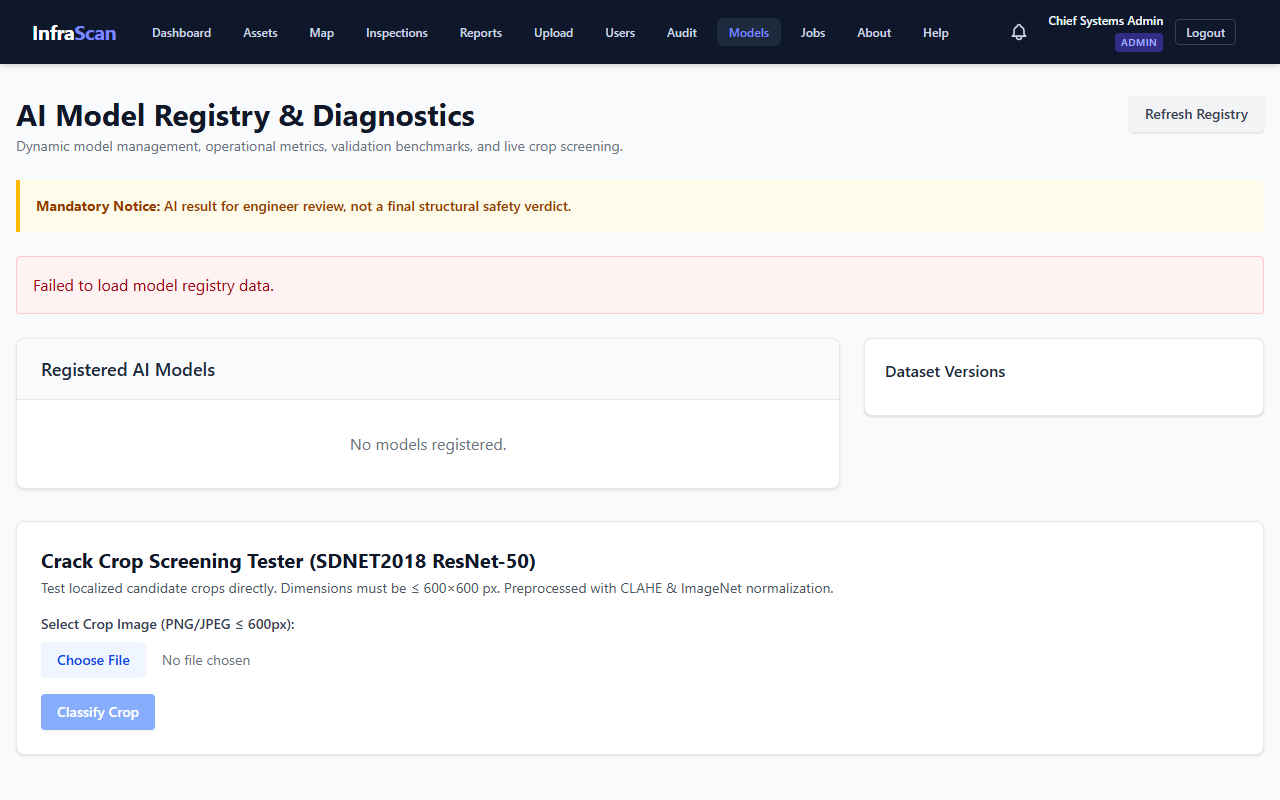 InfraScan
Dashboard
Assets
Map
Inspections
Reports
Upload
Users
Audit
Models
Jobs
About
Help
Chief Systems Admin
ADMIN
Logout
AI Model Registry & Diagnostics
Dynamic model management, operational metrics, validation benchmarks, and live crop screening.
Refresh Registry
Mandatory Notice: AI result for engineer review, not a final structural safety verdict.
Failed to load model registry data.
Registered AI Models
No models registered.
Dataset Versions
Crack Crop Screening Tester (SDNET2018 ResNet-50)
Test localized candidate crops directly. Dimensions must be ≤ 600×600 px. Preprocessed with CLAHE & ImageNet normalization.
Select Crop Image (PNG/JPEG ≤ 600px):
Choose File
No file chosen
Classify Crop